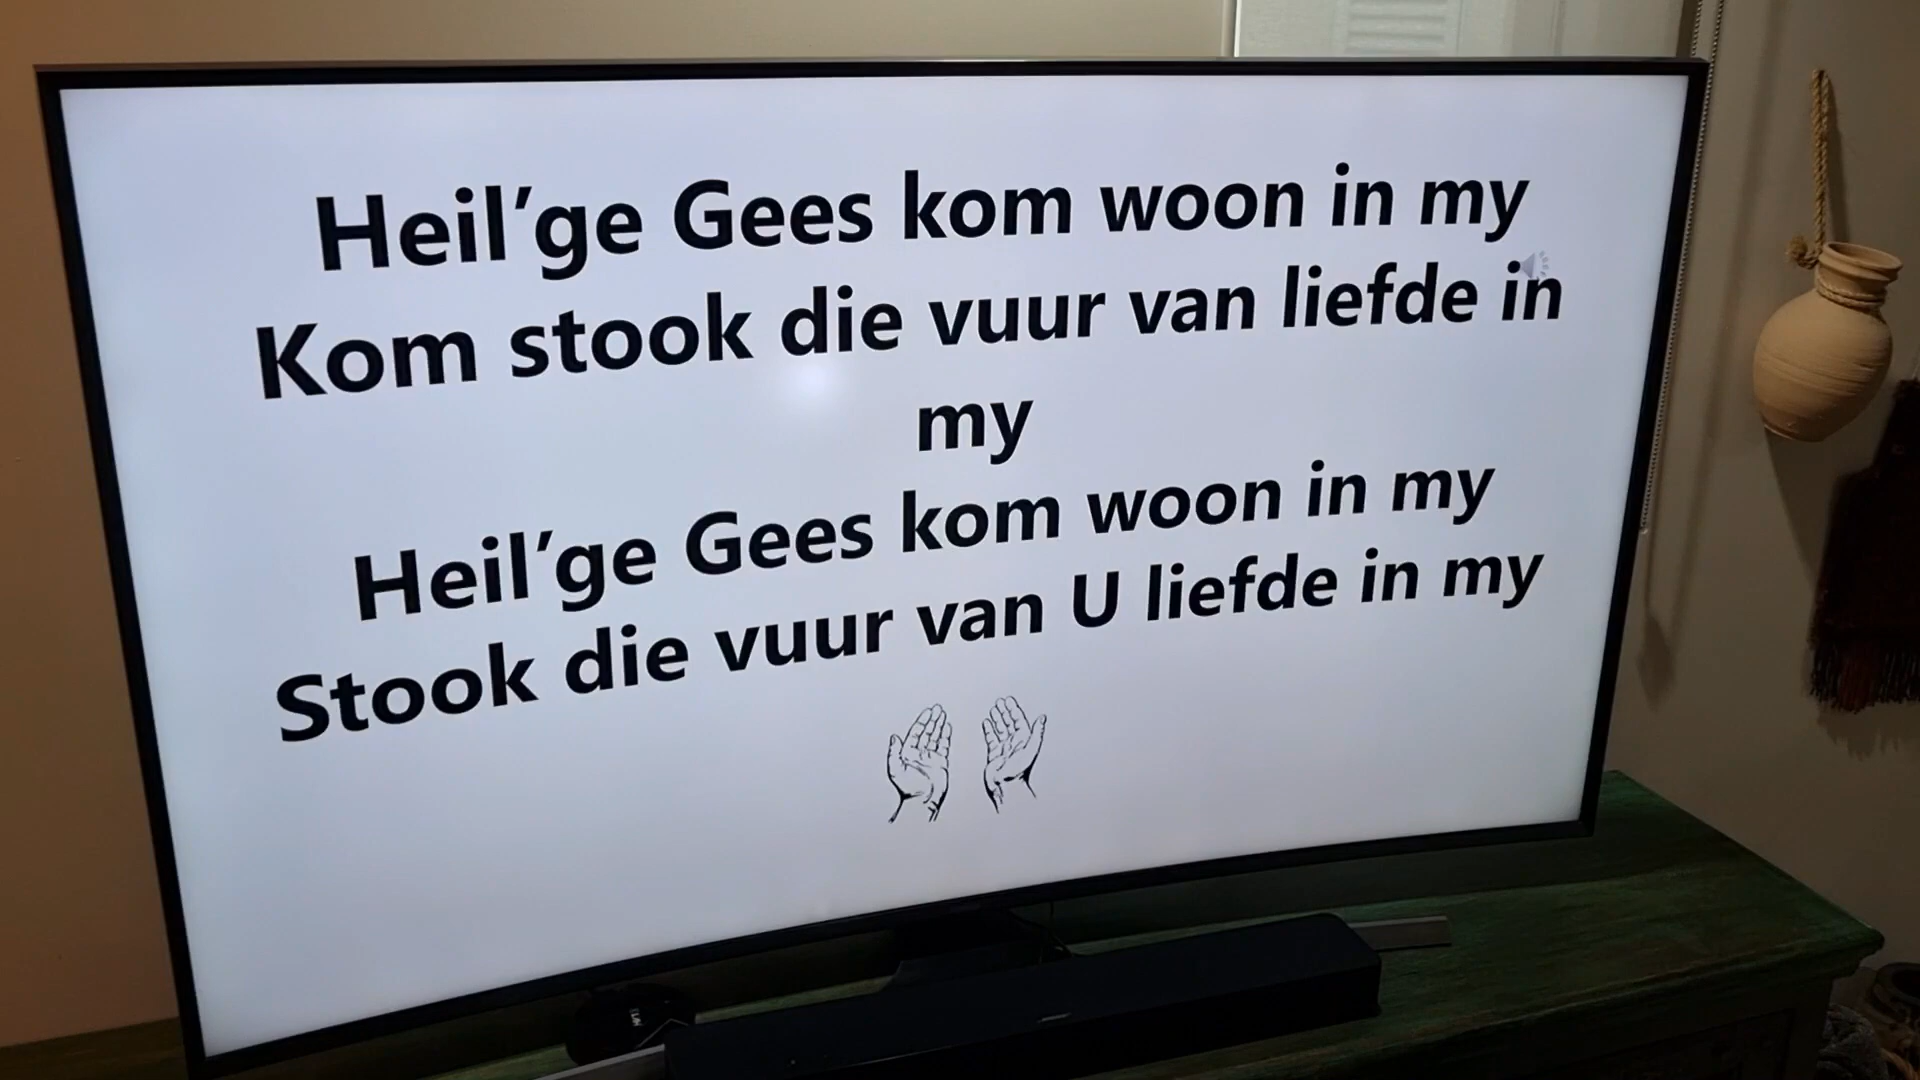 Heil’ge Gees kom woon in my
Kom stook die vuur van liefde in
my
Heil’ge Gees kom woon in my
Stook die vuur van U liefde in my